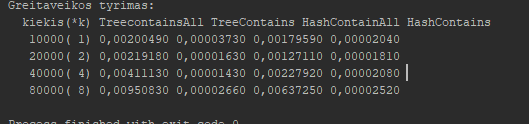 Greitaveikos tyrimas:
kiekis(*k) TreecontainsAll TreeContains HashContainAll HashContains
10000( 1) 0,00200490 0,00003730 0,00179590 0,00002040
20000( 2) 0,00219180 0,00001630 0,00127110 0,00001810
40000( 4) 0,00411130 0,00001430 0,00227920 0,00002080
80000( 8) 0,00950830 0,00002660 0,00637250 0,00002520
Process finished with exit code 0